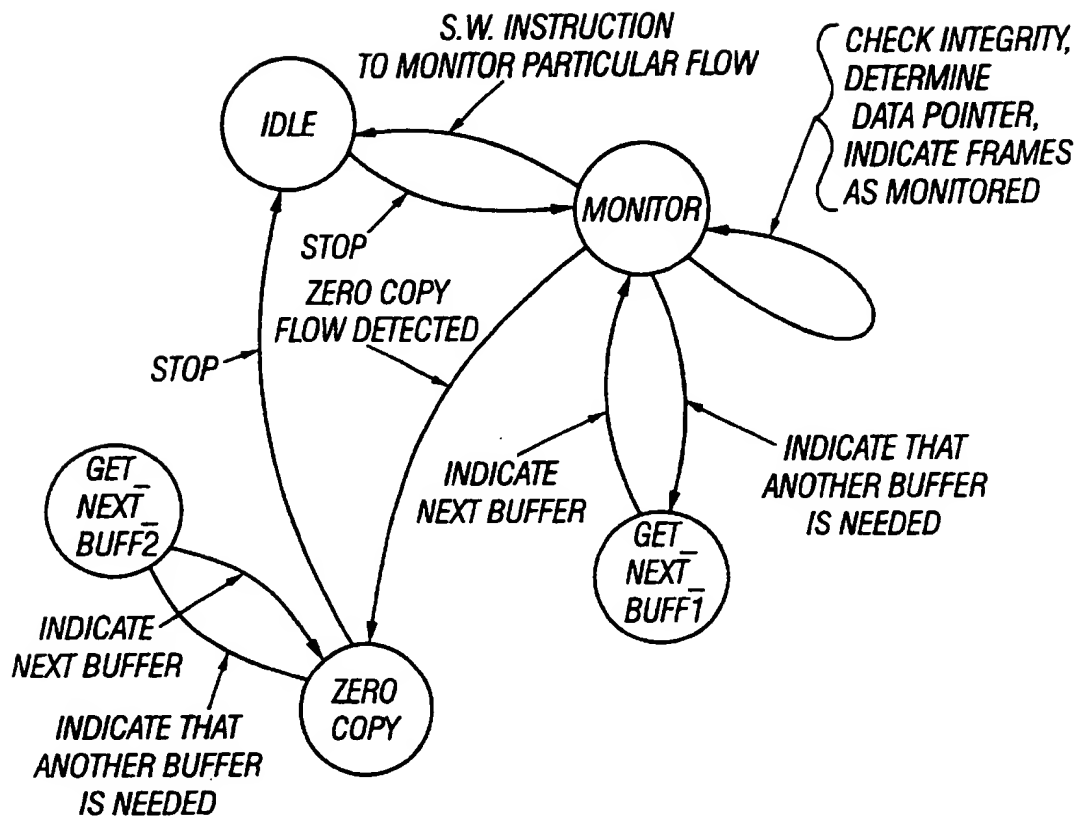 S.W. INSTRUCTION
TO MONITOR PARTICULAR FLOW
CHECK INTEGRITY,
DETERMINE
DATA POINTER,
INDICATE FRAMES
AS MONITORED
IDLE
MONITOR
STOP
ZERO COPY
FLOW DETECTED
STOP
INDICATE
NEXT BUFFER
INDICATE THAT
ANOTHER BUFFER
IS NEEDED
GET_
NEXT_
BUFF2
GET_
NEXT_
BUFF1
INDICATE
NEXT BUFFER
ZERO
COPY
INDICATE THAT
ANOTHER BUFFER
IS NEEDED